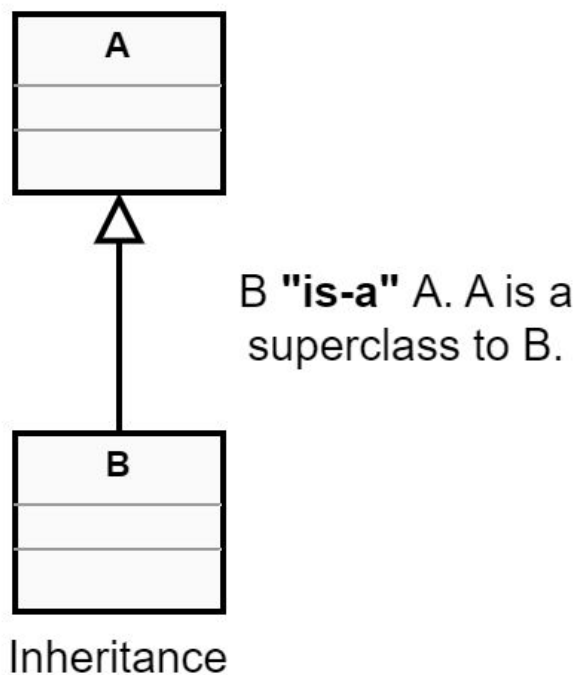 A
B "is-a" A. A is a
superclass to B.
B
Inheritance